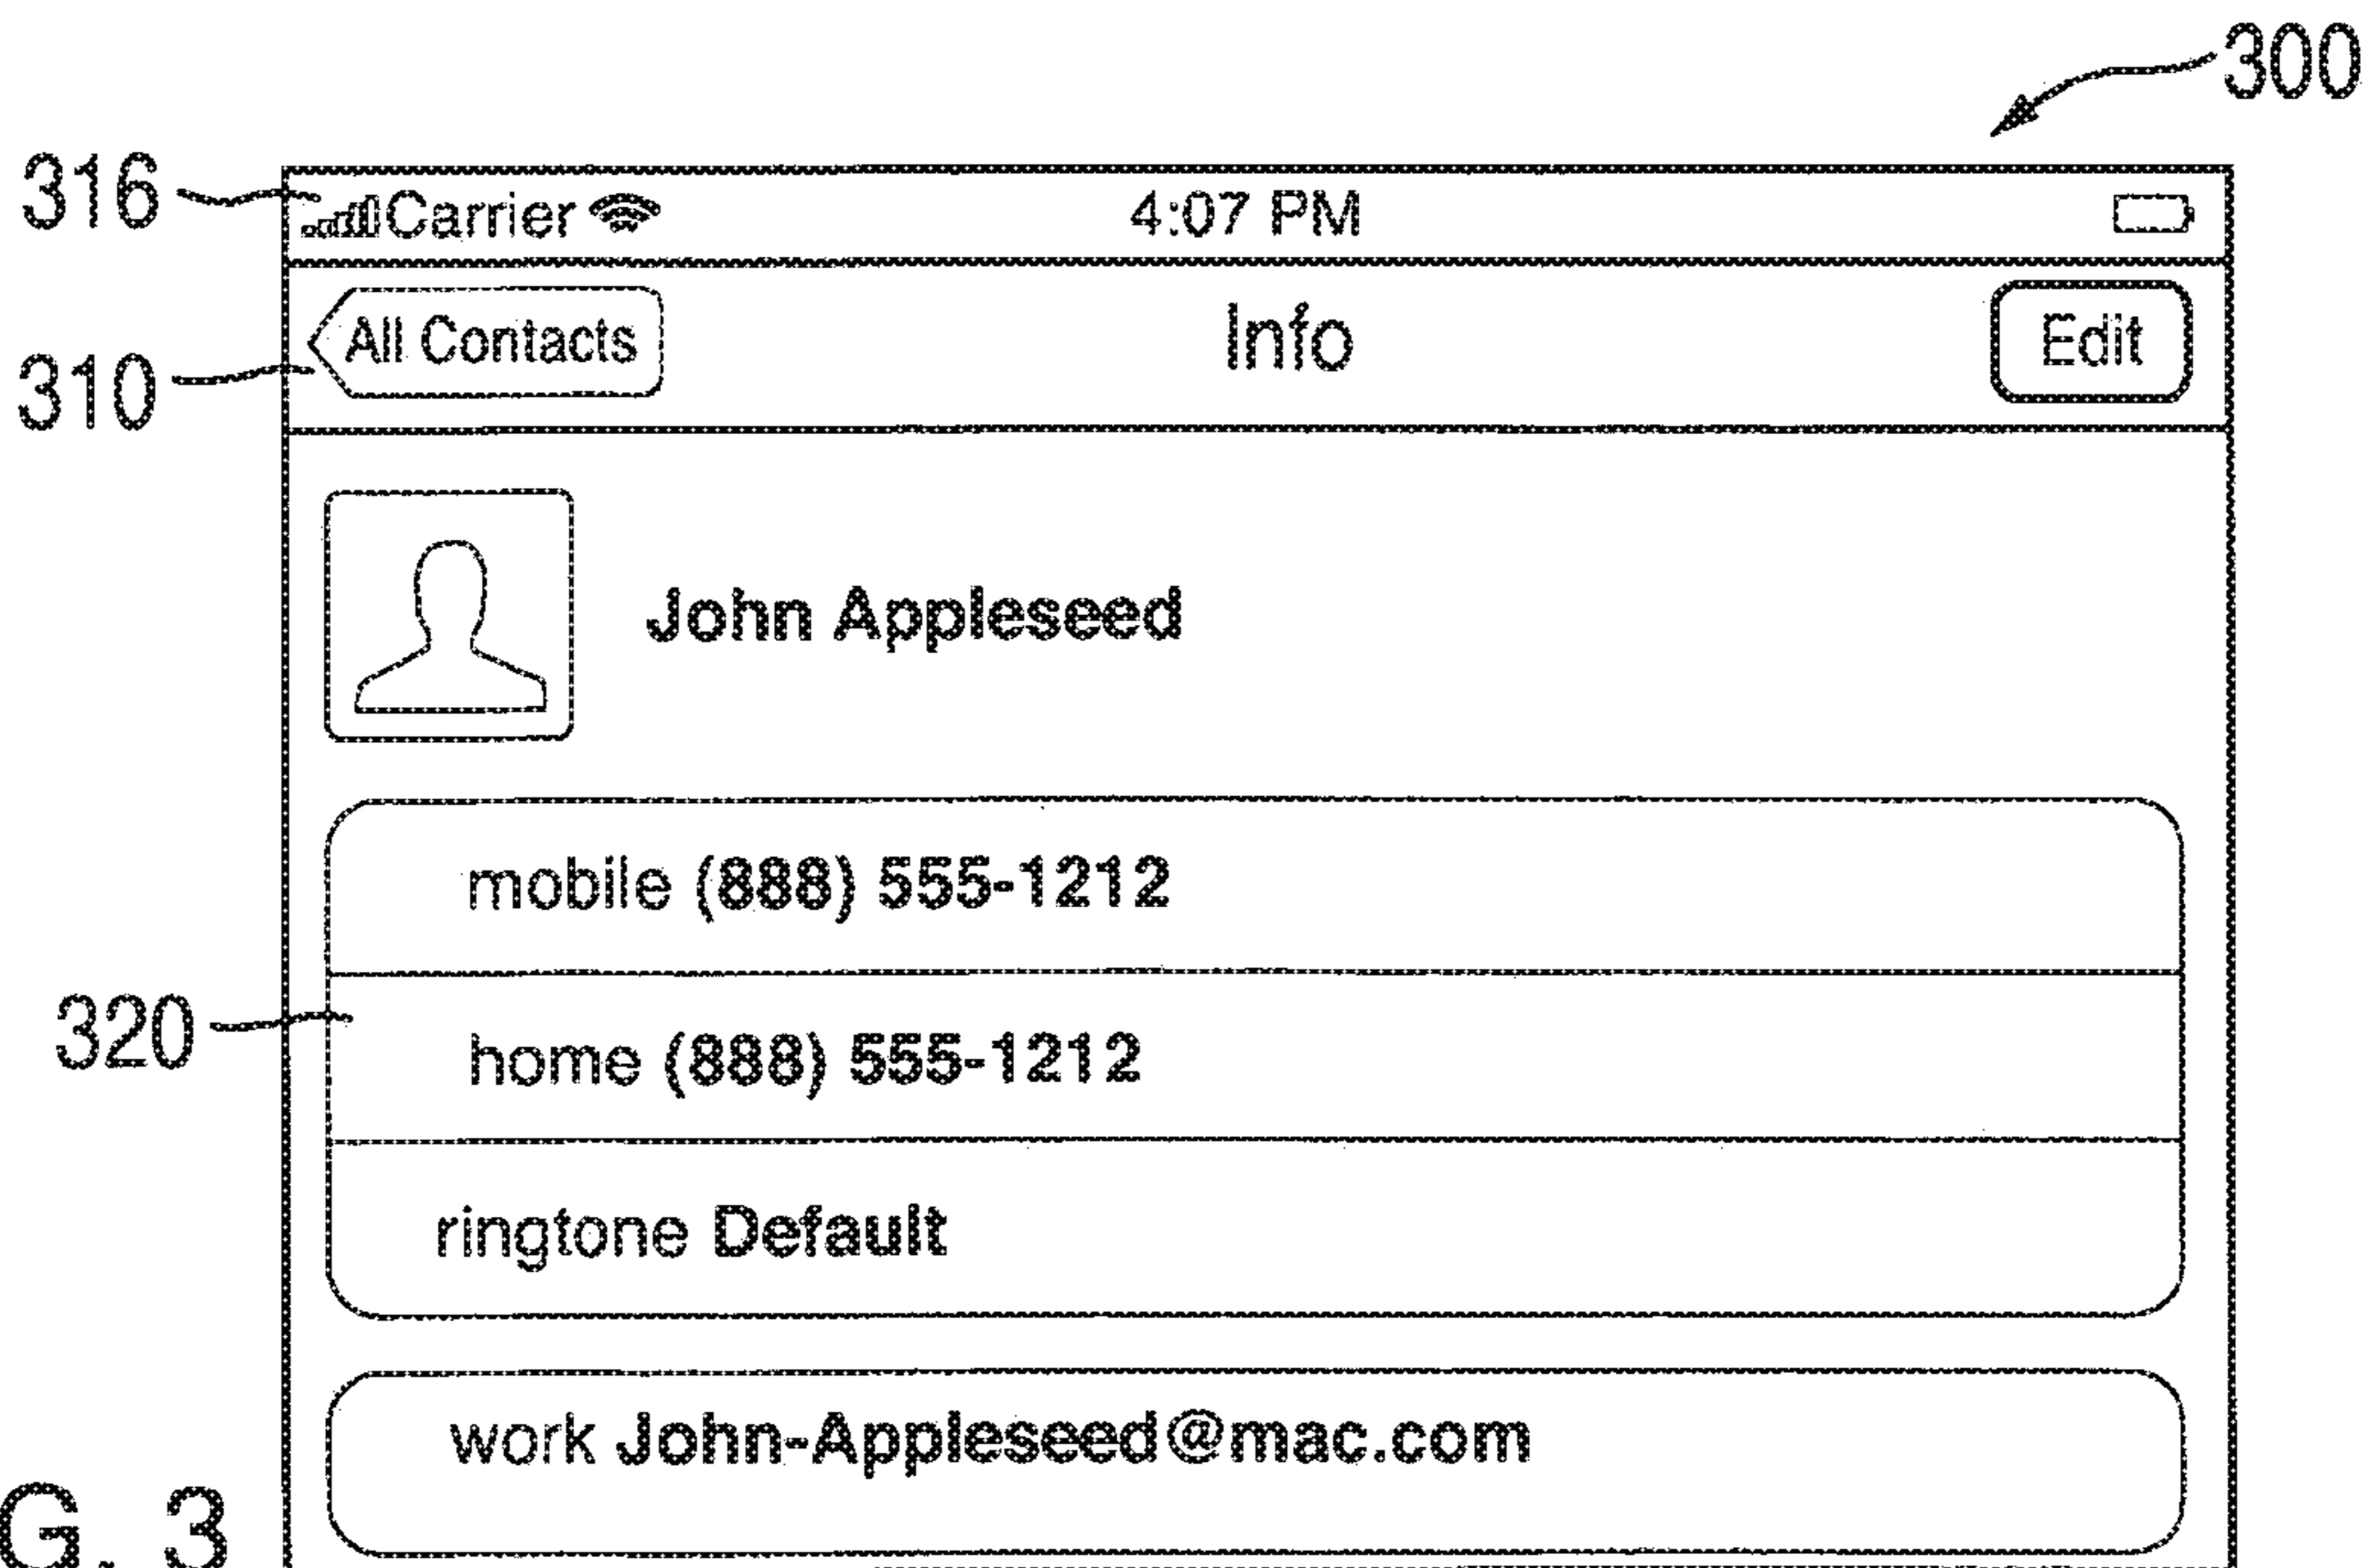 300
316 Carrier 4:07 PM
310 All Contacts Info Edit
John Appleseed
mobile (888) 555-1212
320 home (888) 555-1212
ringtone Default
work John-Appleseed@mac.com
G. 3